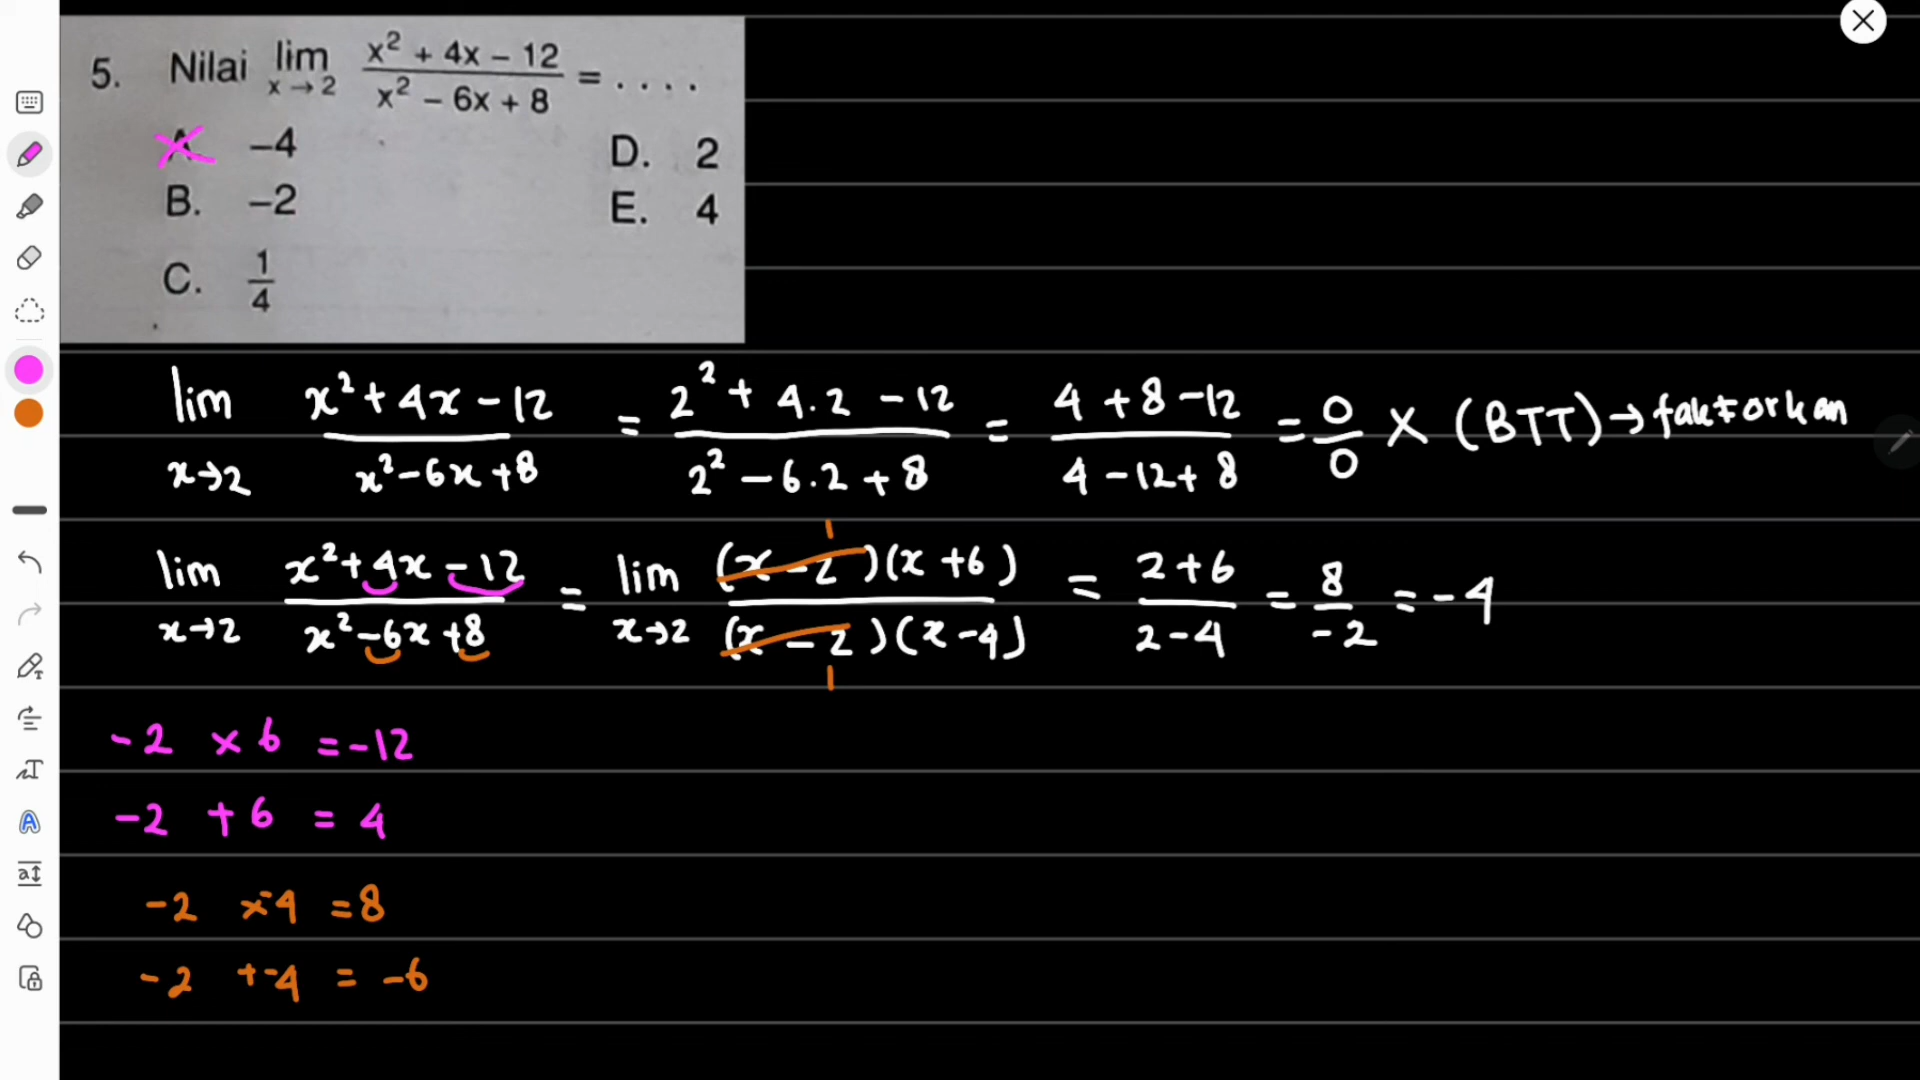 5. Nilai lim x→2 x² + 4x – 12 / x² – 6x + 8 = . . . .
A. –4
B. –2
C. 1/4
D. 2
E. 4
lim x→2 x² + 4x – 12 / x² – 6x + 8 = 2² + 4.2 – 12 / 2² – 6.2 + 8 = 4 + 8 – 12 / 4 – 12 + 8 = 0/0 X (BTT) → faktorkan
lim x→2 x² + 4x – 12 / x² – 6x + 8 = lim x→2 (x – 2)(x + 6) / (x – 2)(x – 4) = 2 + 6 / 2 – 4 = 8 / –2 = –4
1
1
–2 × 6 = –12
–2 + 6 = 4
–2 × –4 = 8
–2 + –4 = –6